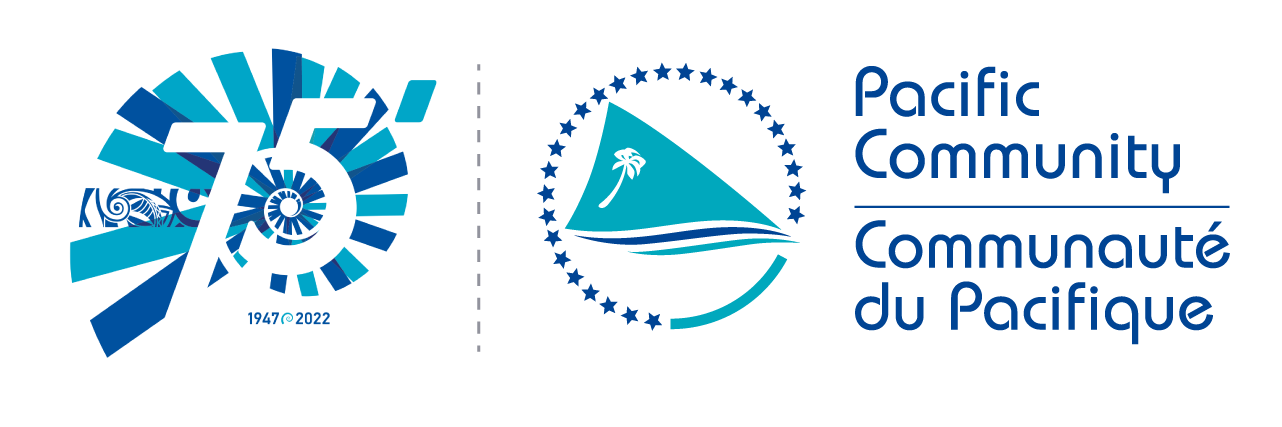 75
1947 2022
Pacific
Community
Communauté
du Pacifique